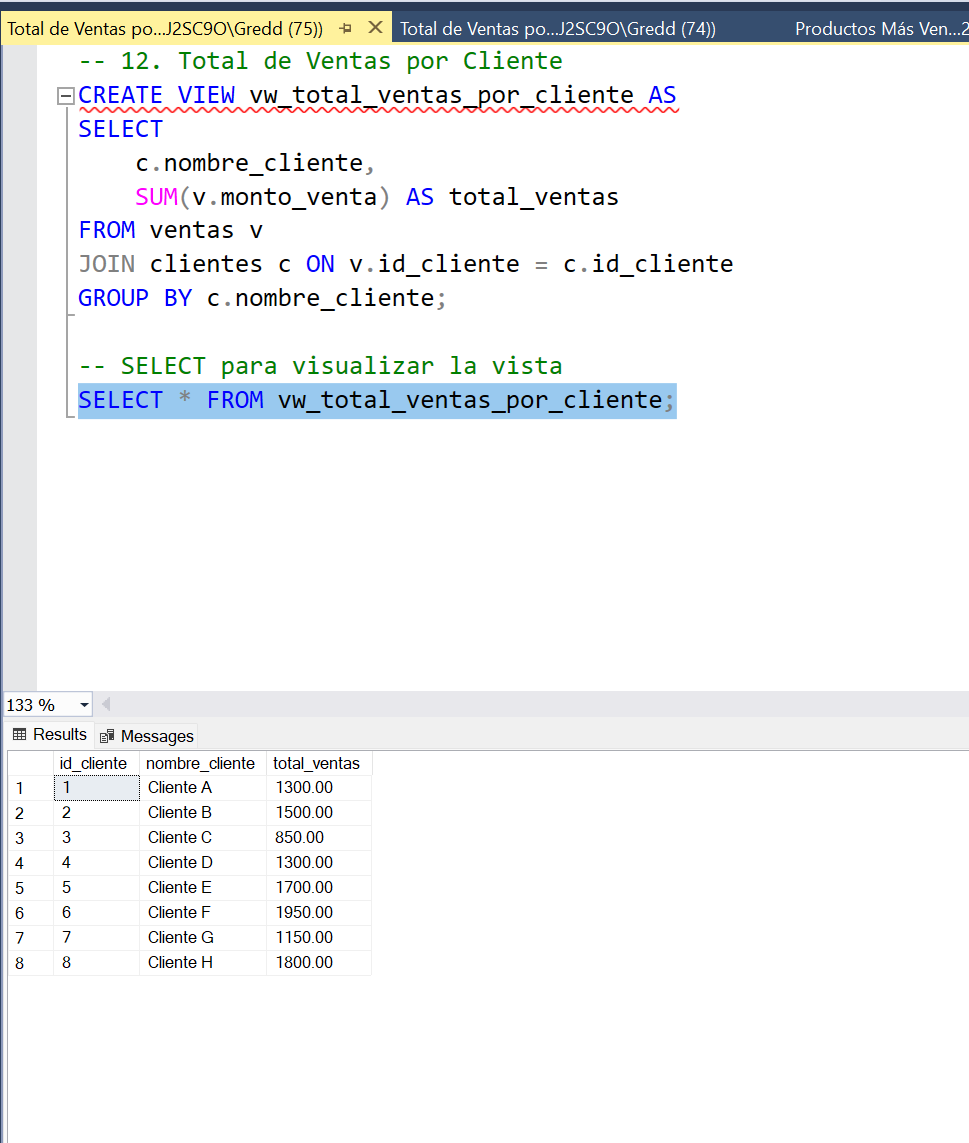 Total de Ventas po...J2SC9O\Gredd (75)) Total de Ventas po...J2SC9O\Gredd (74)) Productos Más Ven...2
-- 12. Total de Ventas por Cliente
CREATE VIEW vw_total_ventas_por_cliente AS
SELECT
c.nombre_cliente,
SUM(v.monto_venta) AS total_ventas
FROM ventas v
JOIN clientes c ON v.id_cliente = c.id_cliente
GROUP BY c.nombre_cliente;
-- SELECT para visualizar la vista
SELECT * FROM vw_total_ventas_por_cliente;
133 %
Results Messages
id_cliente nombre_cliente total_ventas
1 1 Cliente A 1300.00
2 2 Cliente B 1500.00
3 3 Cliente C 850.00
4 4 Cliente D 1300.00
5 5 Cliente E 1700.00
6 6 Cliente F 1950.00
7 7 Cliente G 1150.00
8 8 Cliente H 1800.00